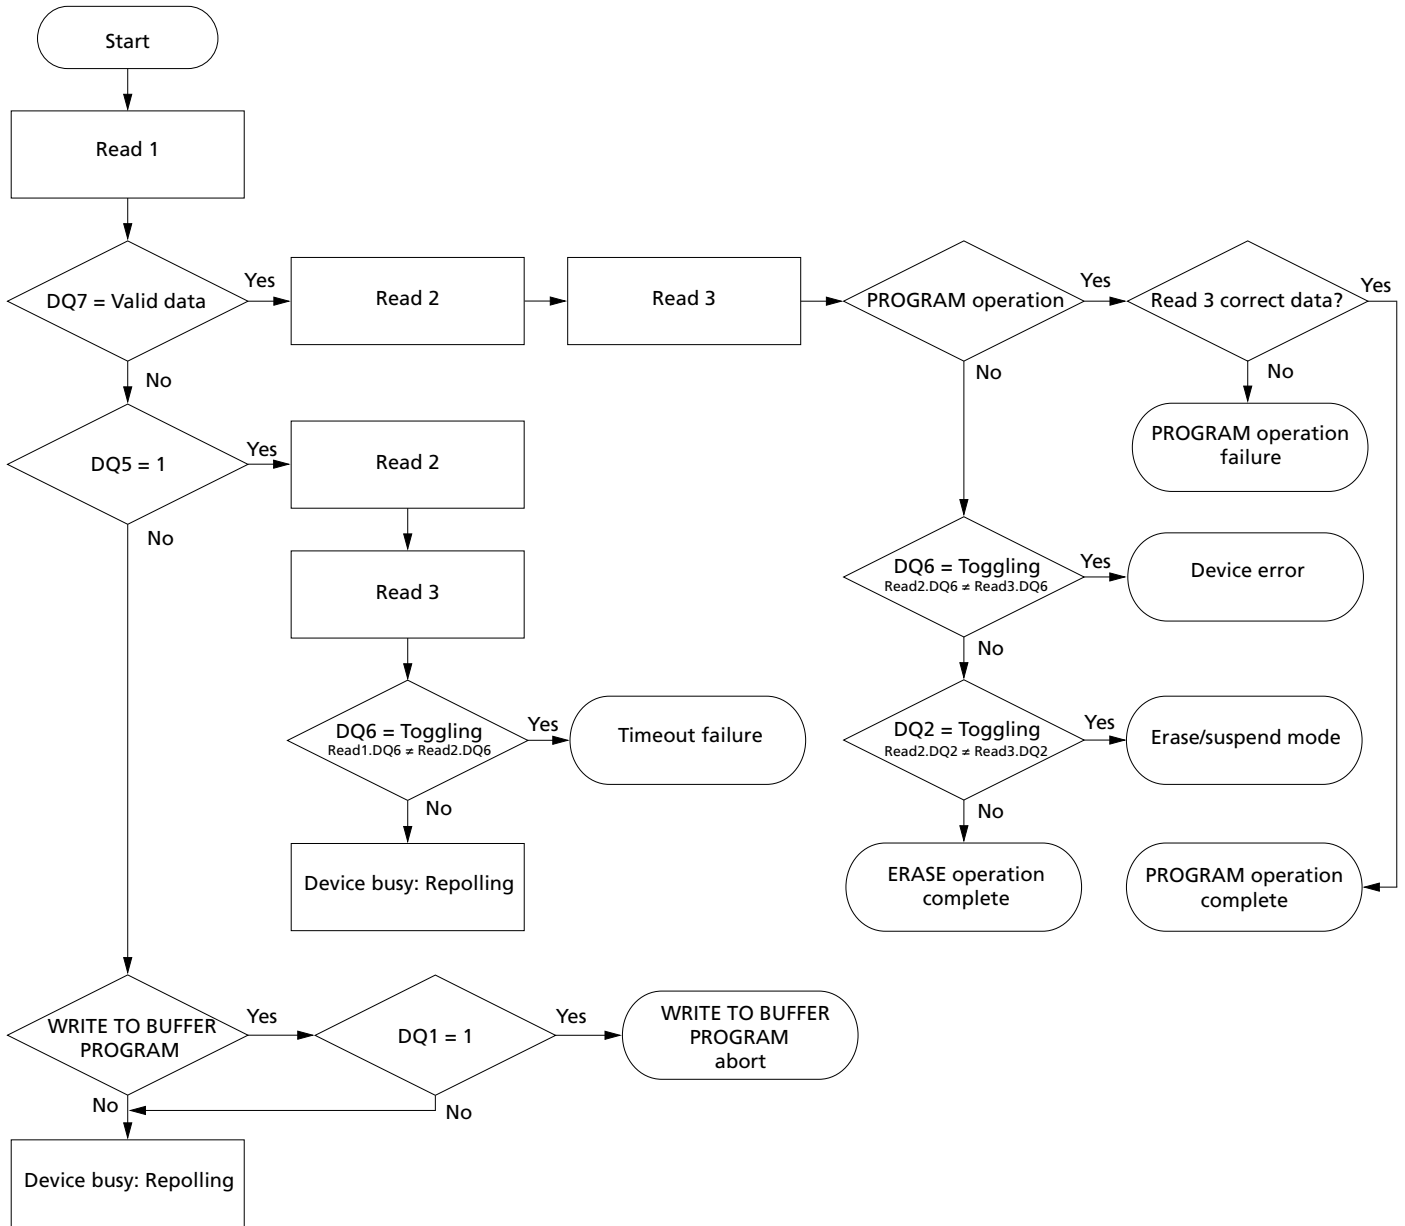 Start
Read 1
DQ7 = Valid data
Yes
Read 2
Read 3
PROGRAM operation
Yes
Read 3 correct data?
Yes
No
No
No
PROGRAM operation
failure
DQ5 = 1
Yes
Read 2
No
Read 3
DQ6 = Toggling
Read2.DQ6 ≠ Read3.DQ6
Yes
Device error
No
DQ6 = Toggling
Read1.DQ6 ≠ Read2.DQ6
Yes
Timeout failure
DQ2 = Toggling
Read2.DQ2 ≠ Read3.DQ2
Yes
Erase/suspend mode
No
No
Device busy: Repolling
ERASE operation
complete
PROGRAM operation
complete
WRITE TO BUFFER
PROGRAM
Yes
DQ1 = 1
Yes
WRITE TO BUFFER
PROGRAM
abort
No
No
Device busy: Repolling